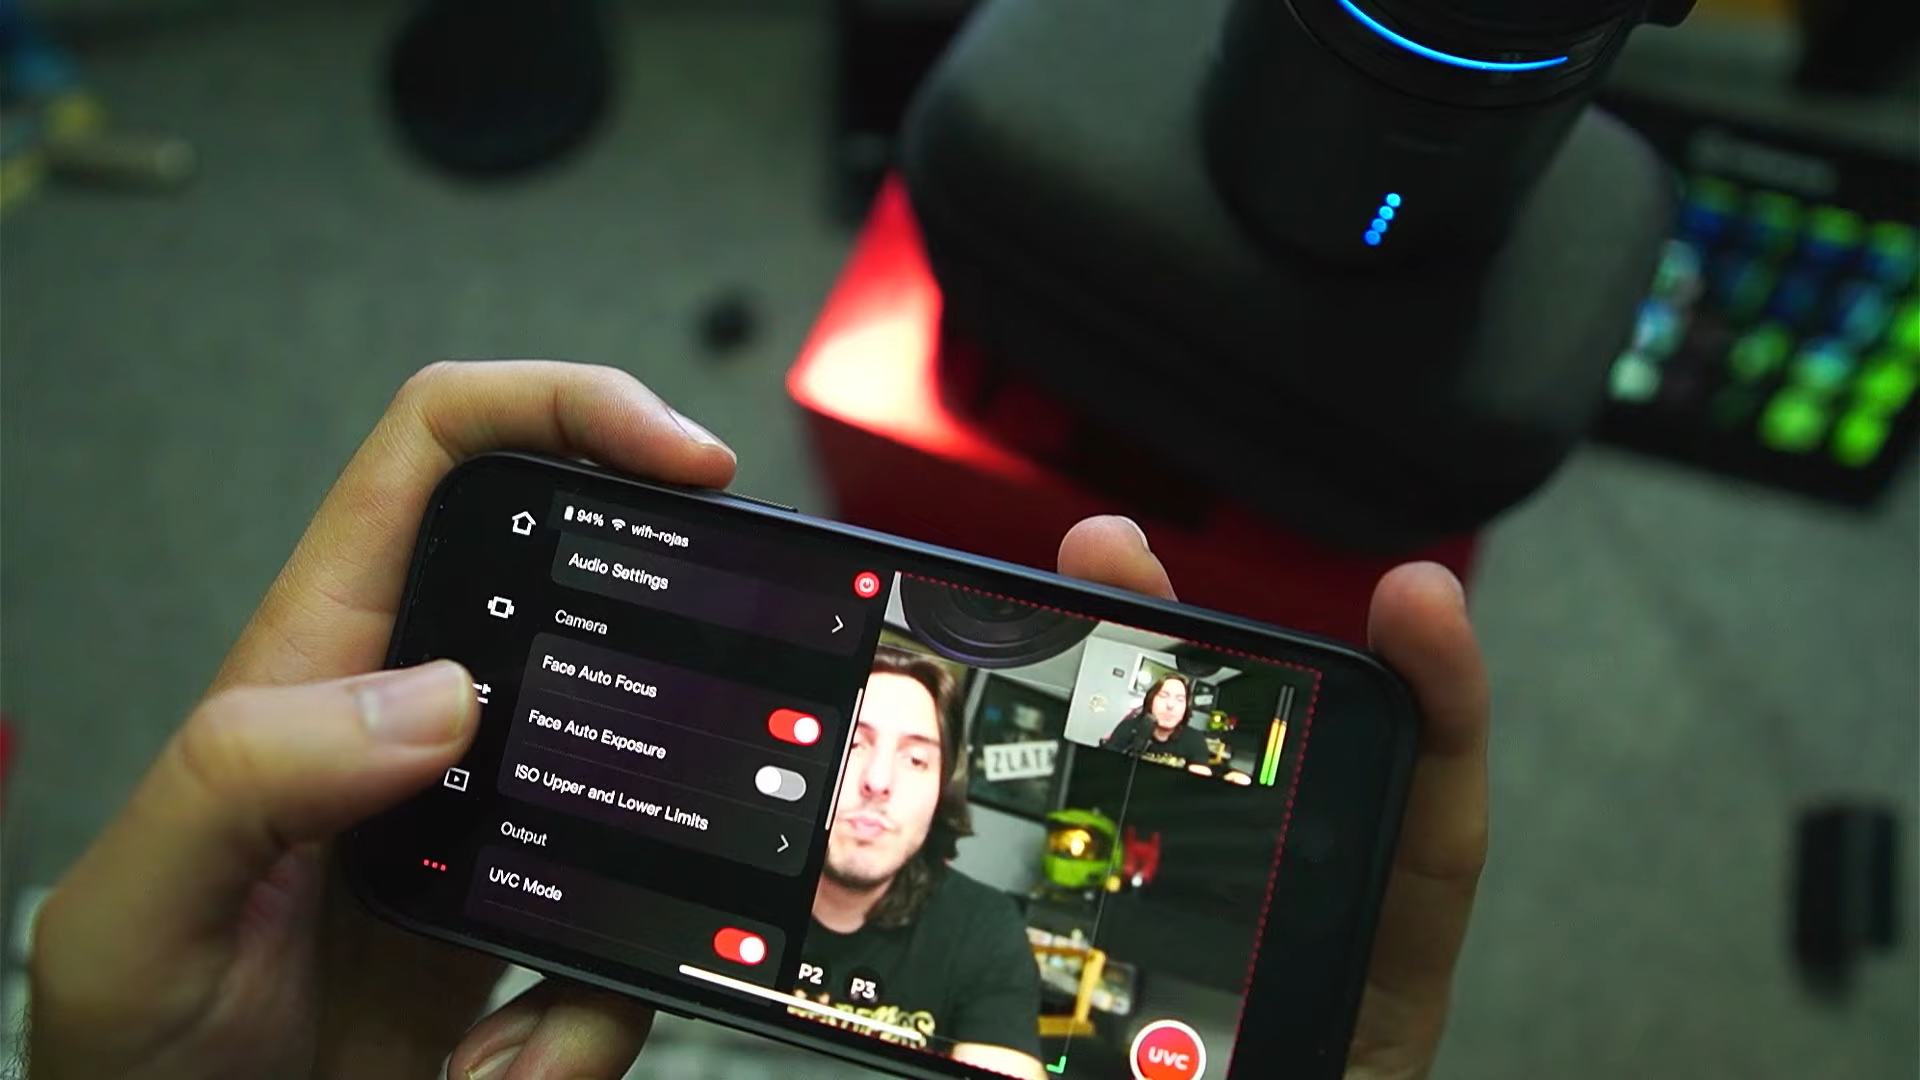 94% wifi-rojas
Audio Settings
Camera
Face Auto Focus
Face Auto Exposure
ISO Upper and Lower Limits
Output
UVC Mode
P2 P3
UVC
ZLATC